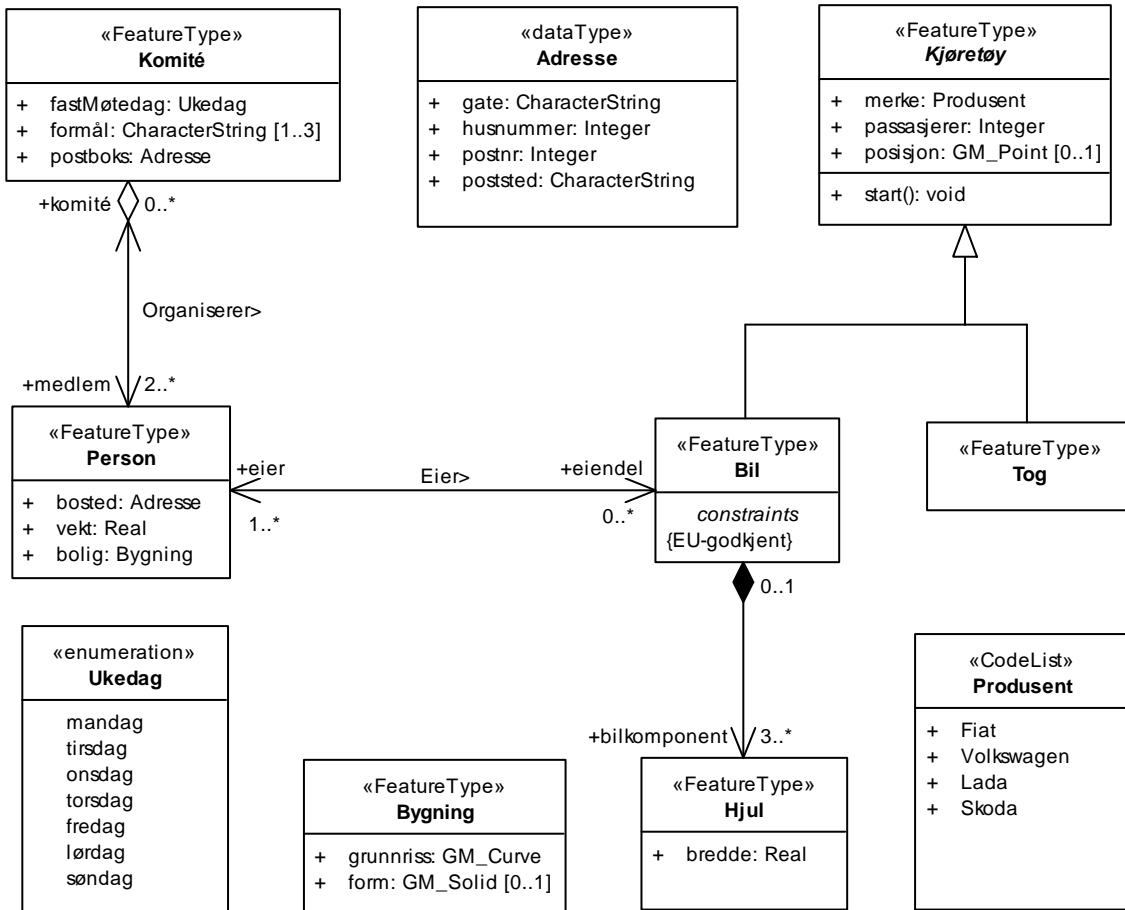 «FeatureType»
Komité
+ fastMøtedag: Ukedag
+ formål: CharacterString [1..3]
+ postboks: Adresse
«dataType»
Adresse
+ gate: CharacterString
+ husnummer: Integer
+ postnr: Integer
+ poststed: CharacterString
«FeatureType»
Kjøretøy
+ merke: Produsent
+ passasjerer: Integer
+ posisjon: GM_Point [0..1]
+ start(): void
+komité 0..*
Organiserer>
+medlem 2..*
«FeatureType»
Person
+ bosted: Adresse
+ vekt: Real
+ bolig: Bygning
+eier
1..*
Eier>
+eiendel
0..*
«FeatureType»
Bil
constraints
{EU-godkjent}
«FeatureType»
Tog
0..1
+bilkomponent 3..*
«enumeration»
Ukedag
mandag
tirsdag
onsdag
torsdag
fredag
lørdag
søndag
«FeatureType»
Bygning
+ grunnriss: GM_Curve
+ form: GM_Solid [0..1]
«FeatureType»
Hjul
+ bredde: Real
«CodeList»
Produsent
+ Fiat
+ Volkswagen
+ Lada
+ Skoda